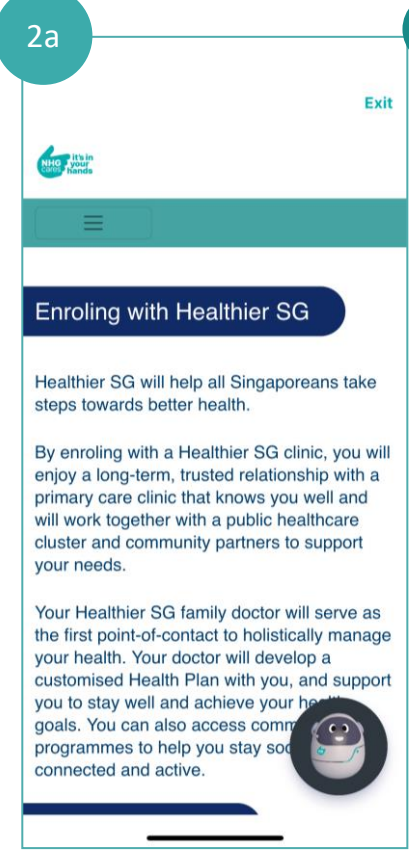 2a
Exit
NHG it's in
cares your
hands
Enroling with Healthier SG
Healthier SG will help all Singaporeans take
steps towards better health.
By enroling with a Healthier SG clinic, you will
enjoy a long-term, trusted relationship with a
primary care clinic that knows you well and
will work together with a public healthcare
cluster and community partners to support
your needs.
Your Healthier SG family doctor will serve as
the first point-of-contact to holistically manage
your health. Your doctor will develop a
customised Health Plan with you, and support
you to stay well and achieve your
goals. You can also access
programmes to help you stay
connected and active.